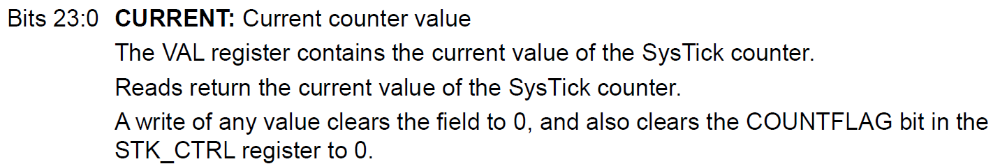 Bits 23:0 CURRENT: Current counter value
The VAL register contains the current value of the SysTick counter.
Reads return the current value of the SysTick counter.
A write of any value clears the field to 0, and also clears the COUNTFLAG bit in the
STK_CTRL register to 0.